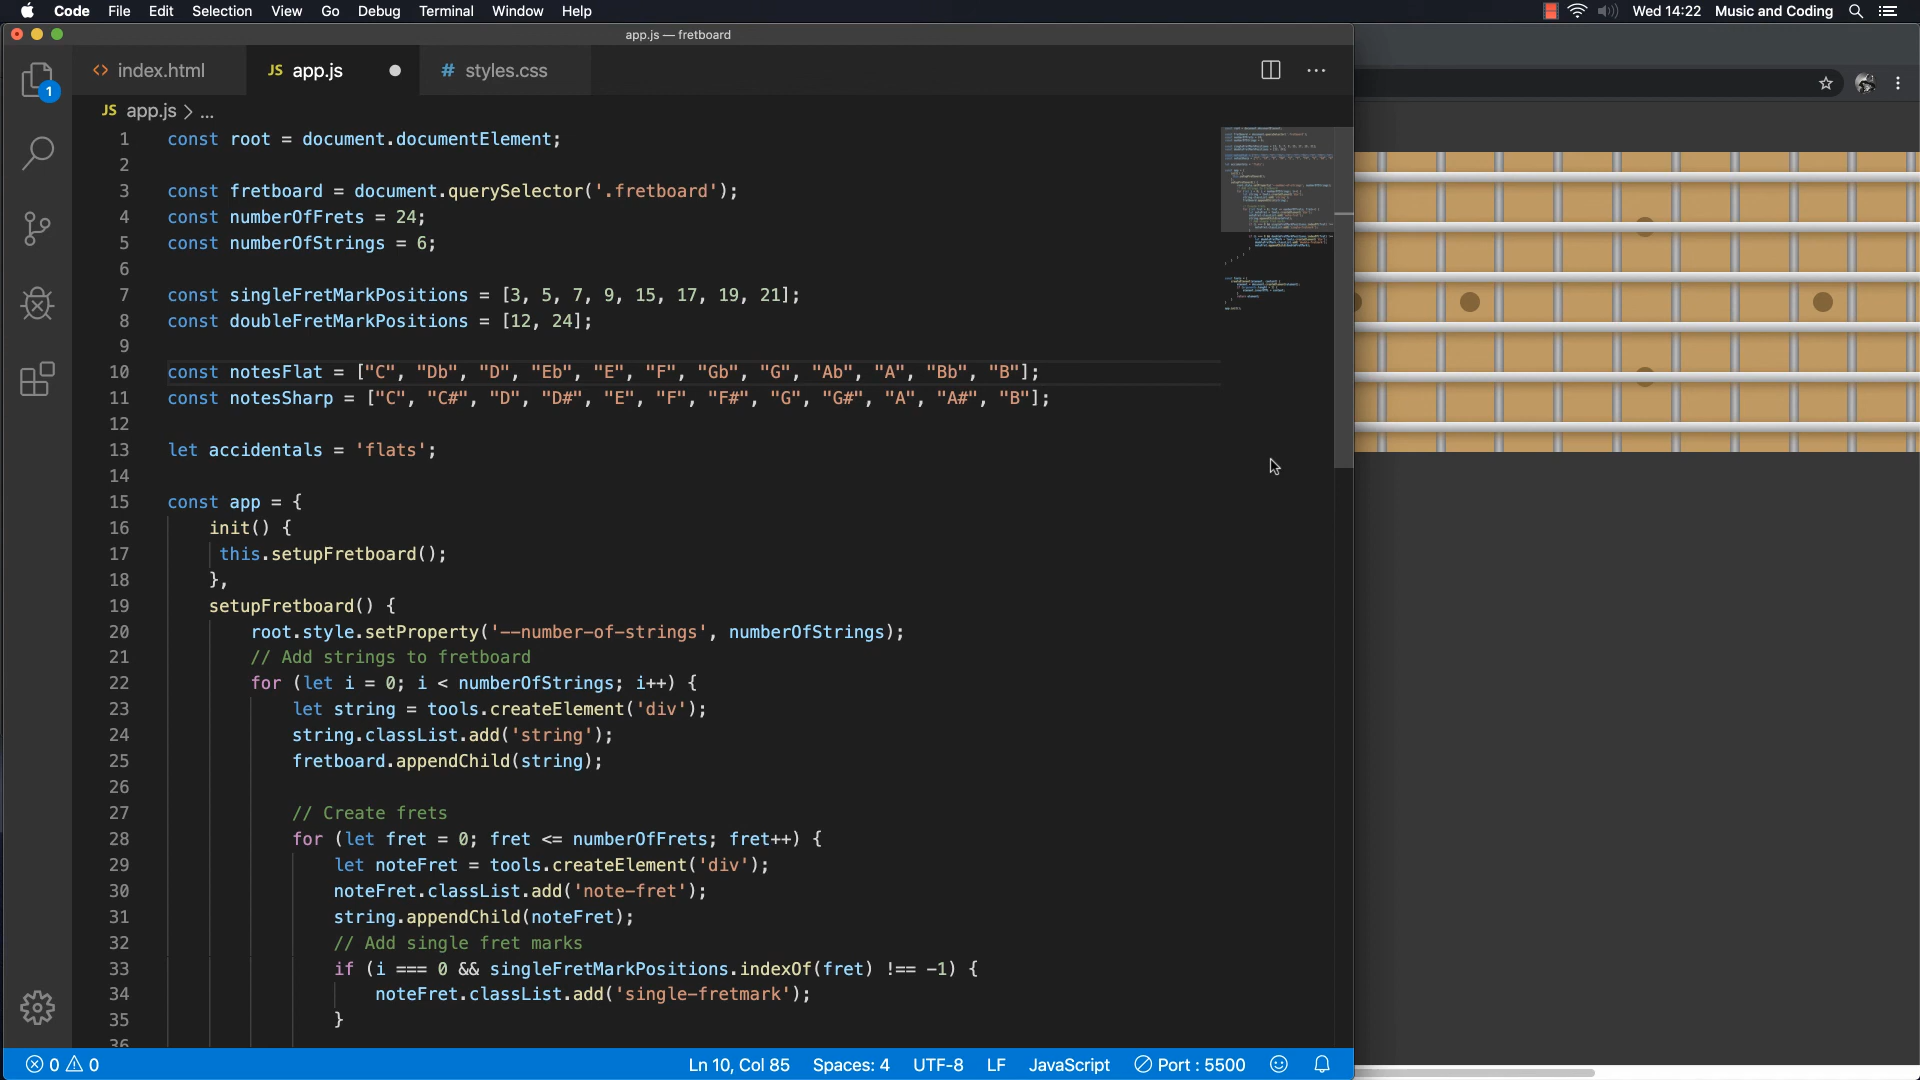 Code File Edit Selection View Go Debug Terminal Window Help Wed 14:22 Music and Coding
app.js — fretboard
index.html JS app.js # styles.css
1
JS app.js > ...
1 const root = document.documentElement;
2
3 const fretboard = document.querySelector('.fretboard');
4 const numberOfFrets = 24;
5 const numberOfStrings = 6;
6
7 const singleFretMarkPositions = [3, 5, 7, 9, 15, 17, 19, 21];
8 const doubleFretMarkPositions = [12, 24];
9
10 const notesFlat = ["C", "Db", "D", "Eb", "E", "F", "Gb", "G", "Ab", "A", "Bb", "B"];
11 const notesSharp = ["C", "C#", "D", "D#", "E", "F", "F#", "G", "G#", "A", "A#", "B"];
12
13 let accidentals = 'flats';
14
15 const app = {
16 init() {
17 this.setupFretboard();
18 },
19 setupFretboard() {
20 root.style.setProperty('--number-of-strings', numberOfStrings);
21 // Add strings to fretboard
22 for (let i = 0; i < numberOfStrings; i++) {
23 let string = tools.createElement('div');
24 string.classList.add('string');
25 fretboard.appendChild(string);
26
27 // Create frets
28 for (let fret = 0; fret <= numberOfFrets; fret++) {
29 let noteFret = tools.createElement('div');
30 noteFret.classList.add('note-fret');
31 string.appendChild(noteFret);
32 // Add single fret marks
33 if (i === 0 && singleFretMarkPositions.indexOf(fret) !== -1) {
34 noteFret.classList.add('single-fretmark');
35 }
36
0 0 Ln 10, Col 85 Spaces: 4 UTF-8 LF JavaScript Port : 5500